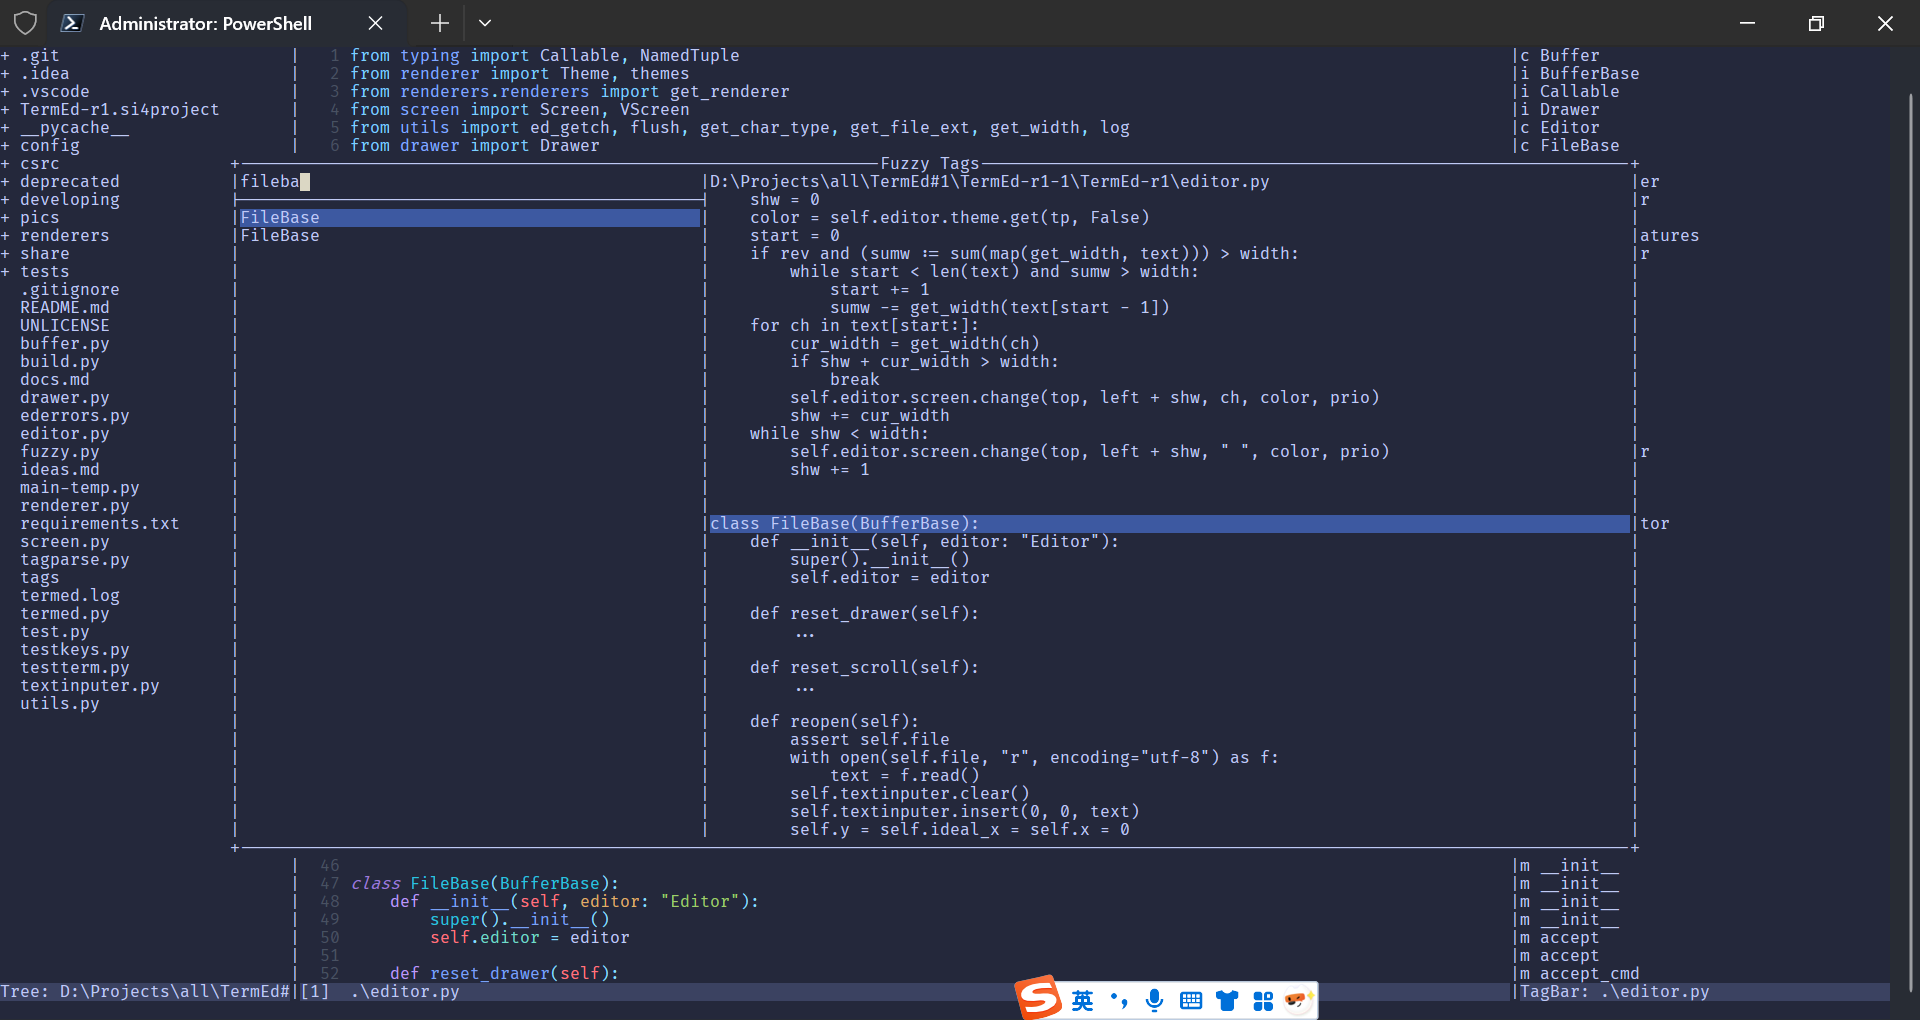 Administrator: PowerShell
+ .git
+ .idea
+ .vscode
+ TermEd-r1.si4project
+ __pycache__
+ config
+ csrc
+ deprecated
+ developing
+ pics
+ renderers
+ share
+ tests
.gitignore
README.md
UNLICENSE
buffer.py
build.py
docs.md
drawer.py
ederrors.py
editor.py
fuzzy.py
ideas.md
main-temp.py
renderer.py
requirements.txt
screen.py
tagparse.py
tags
termed.log
termed.py
test.py
testkeys.py
testterm.py
textinputer.py
utils.py
Tree: D:\Projects\all\TermEd#
1 from typing import Callable, NamedTuple
2 from renderer import Theme, themes
3 from renderers.renderers import get_renderer
4 from screen import Screen, VScreen
5 from utils import ed_getch, flush, get_char_type, get_file_ext, get_width, log
6 from drawer import Drawer
Fuzzy Tags
fileba
FileBase
FileBase
D:\Projects\all\TermEd#1\TermEd-r1-1\TermEd-r1\editor.py
shw = 0
color = self.editor.theme.get(tp, False)
start = 0
if rev and (sumw := sum(map(get_width, text))) > width:
while start < len(text) and sumw > width:
start += 1
sumw -= get_width(text[start - 1])
for ch in text[start:]:
cur_width = get_width(ch)
if shw + cur_width > width:
break
self.editor.screen.change(top, left + shw, ch, color, prio)
shw += cur_width
while shw < width:
self.editor.screen.change(top, left + shw, " ", color, prio)
shw += 1
class FileBase(BufferBase):
def __init__(self, editor: "Editor"):
super().__init__()
self.editor = editor
def reset_drawer(self):
...
def reset_scroll(self):
...
def reopen(self):
assert self.file
with open(self.file, "r", encoding="utf-8") as f:
text = f.read()
self.textinputer.clear()
self.textinputer.insert(0, 0, text)
self.y = self.ideal_x = self.x = 0
46
47 class FileBase(BufferBase):
48 def __init__(self, editor: "Editor"):
49 super().__init__()
50 self.editor = editor
51
52 def reset_drawer(self):
[1] .\editor.py
c Buffer
i BufferBase
i Callable
i Drawer
c Editor
c FileBase
er
r
atures
r
r
tor
m __init__
m __init__
m __init__
m __init__
m accept
m accept
m accept_cmd
TagBar: .\editor.py
S 英